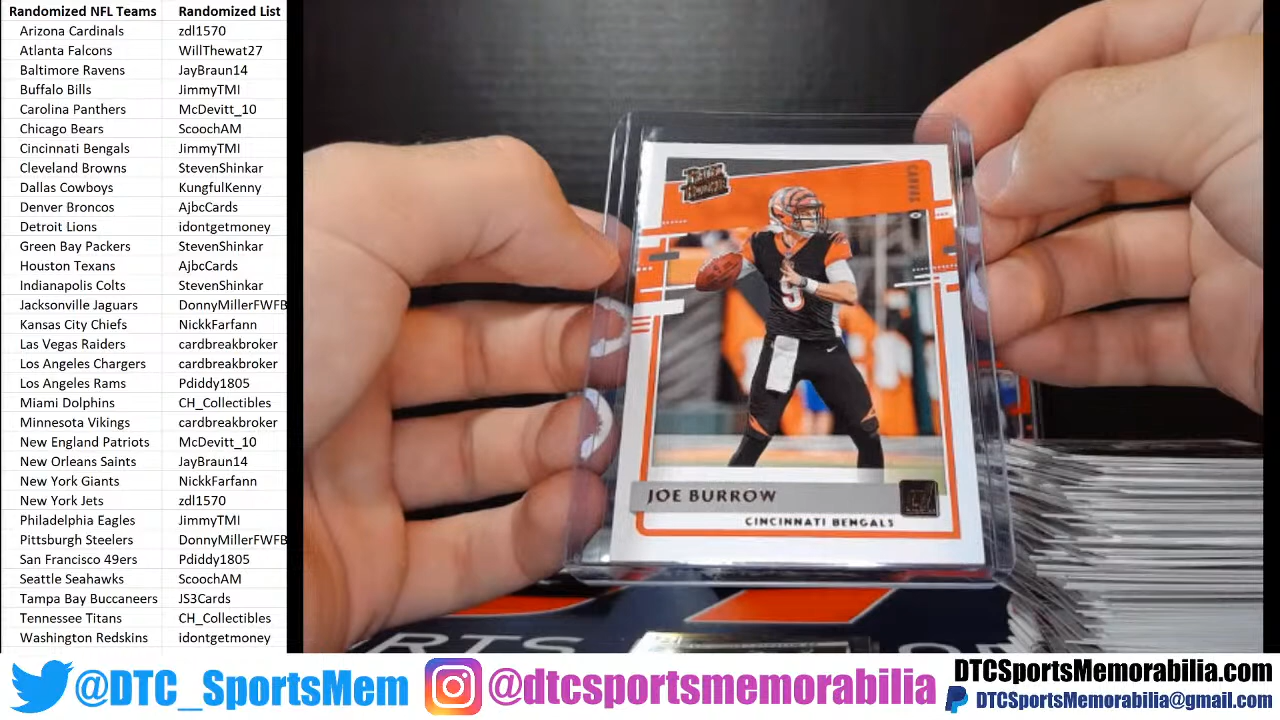 Randomized NFL Teams Randomized List
Arizona Cardinals zdl1570
Atlanta Falcons WillThewat27
Baltimore Ravens JayBraun14
Buffalo Bills JimmyTMI
Carolina Panthers McDevitt_10
Chicago Bears ScoochAM
Cincinnati Bengals JimmyTMI
Cleveland Browns StevenShinkar
Dallas Cowboys KungfulKenny
Denver Broncos AjbcCards
Detroit Lions idontgetmoney
Green Bay Packers StevenShinkar
Houston Texans AjbcCards
Indianapolis Colts StevenShinkar
Jacksonville Jaguars DonnyMillerFWFB
Kansas City Chiefs NickkFarfann
Las Vegas Raiders cardbreakbroker
Los Angeles Chargers cardbreakbroker
Los Angeles Rams Pdiddy1805
Miami Dolphins CH_Collectibles
Minnesota Vikings cardbreakbroker
New England Patriots McDevitt_10
New Orleans Saints JayBraun14
New York Giants NickkFarfann
New York Jets zdl1570
Philadelphia Eagles JimmyTMI
Pittsburgh Steelers DonnyMillerFWFB
San Francisco 49ers Pdiddy1805
Seattle Seahawks ScoochAM
Tampa Bay Buccaneers JS3Cards
Tennessee Titans CH_Collectibles
Washington Redskins idontgetmoney
RATED ROOKIE
CANVAS
9
JOE BURROW
CINCINNATI BENGALS
@DTC_SportsMem
@dtcsportsmemorabilia
DTCSportsMemorabilia.com
DTCSportsMemorabilia@gmail.com